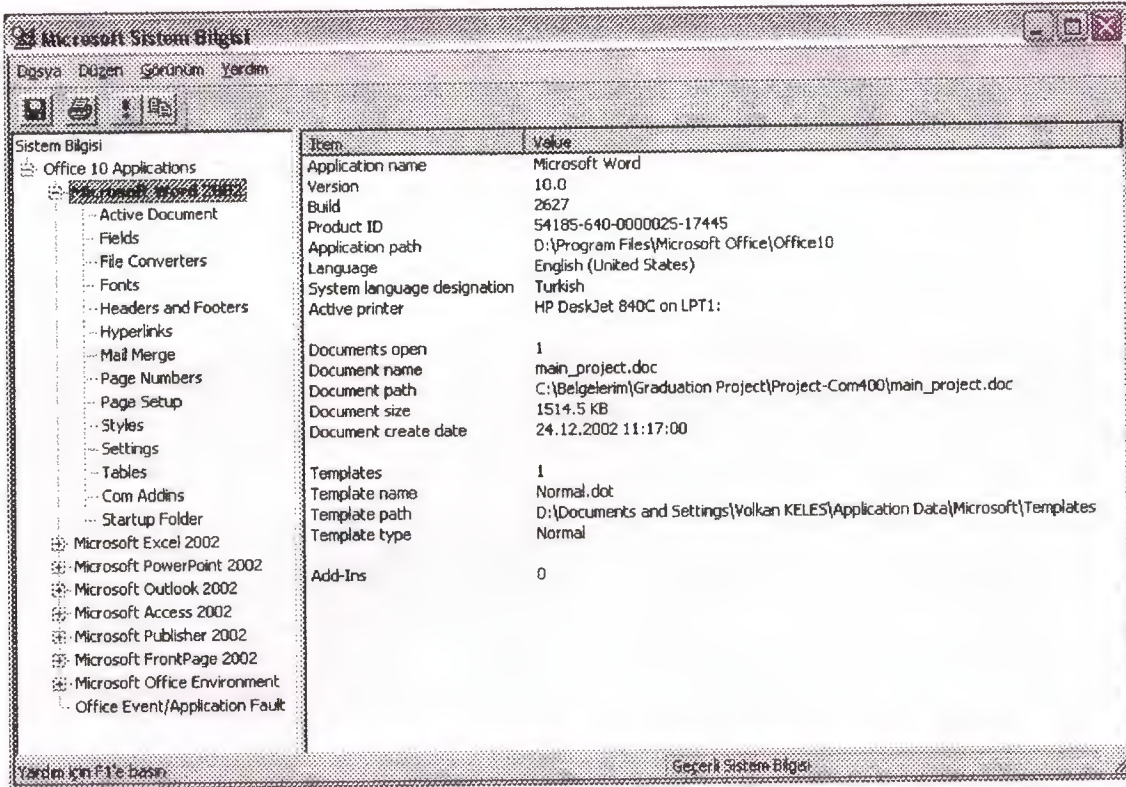 Microsoft Sistem Bilgisi
Dosya Düzen Görünüm Yardım
Sistem Bilgisi
Office 10 Applications
Microsoft Word 2002
Active Document
Fields
File Converters
Fonts
Headers and Footers
Hyperlinks
Mail Merge
Page Numbers
Page Setup
Styles
Settings
Tables
Com Addins
Startup Folder
Microsoft Excel 2002
Microsoft PowerPoint 2002
Microsoft Outlook 2002
Microsoft Access 2002
Microsoft Publisher 2002
Microsoft FrontPage 2002
Microsoft Office Environment
Office Event/Application Fault
Item Value
Application name Microsoft Word
Version 10.0
Build 2627
Product ID 54185-640-0000025-17445
Application path D:\Program Files\Microsoft Office\Office10
Language English (United States)
System language designation Turkish
Active printer HP DeskJet 840C on LPT1:
Documents open 1
Document name main_project.doc
Document path C:\Belgelerim\Graduation Project\Project-Com400\main_project.doc
Document size 1514.5 KB
Document create date 24.12.2002 11:17:00
Templates 1
Template name Normal.dot
Template path D:\Documents and Settings\Volkan KELES\Application Data\Microsoft\Templates
Template type Normal
Add-Ins 0
Yardım için F1'e basın
Geçerli Sistem Bilgisi